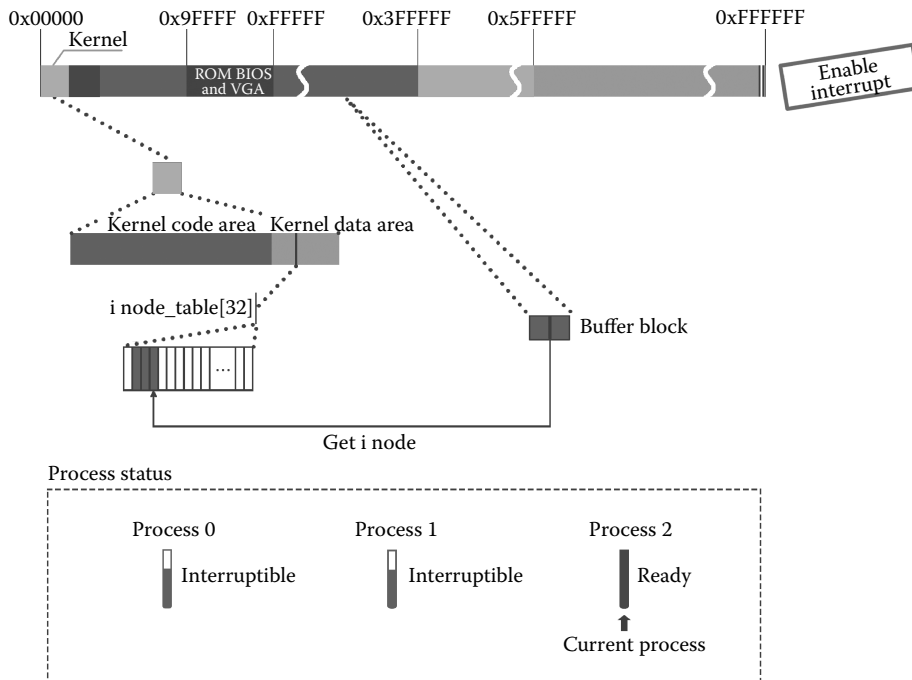 0x00000 0x9FFFF 0xFFFFF 0x3FFFFF 0x5FFFFF 0xFFFFFF
Kernel
ROM BIOS
and VGA
Enable
interrupt
Kernel code area Kernel data area
i node_table[32]
Buffer block
...
Get i node
Process status
Process 0 Process 1 Process 2
Interruptible Interruptible Ready
Current process